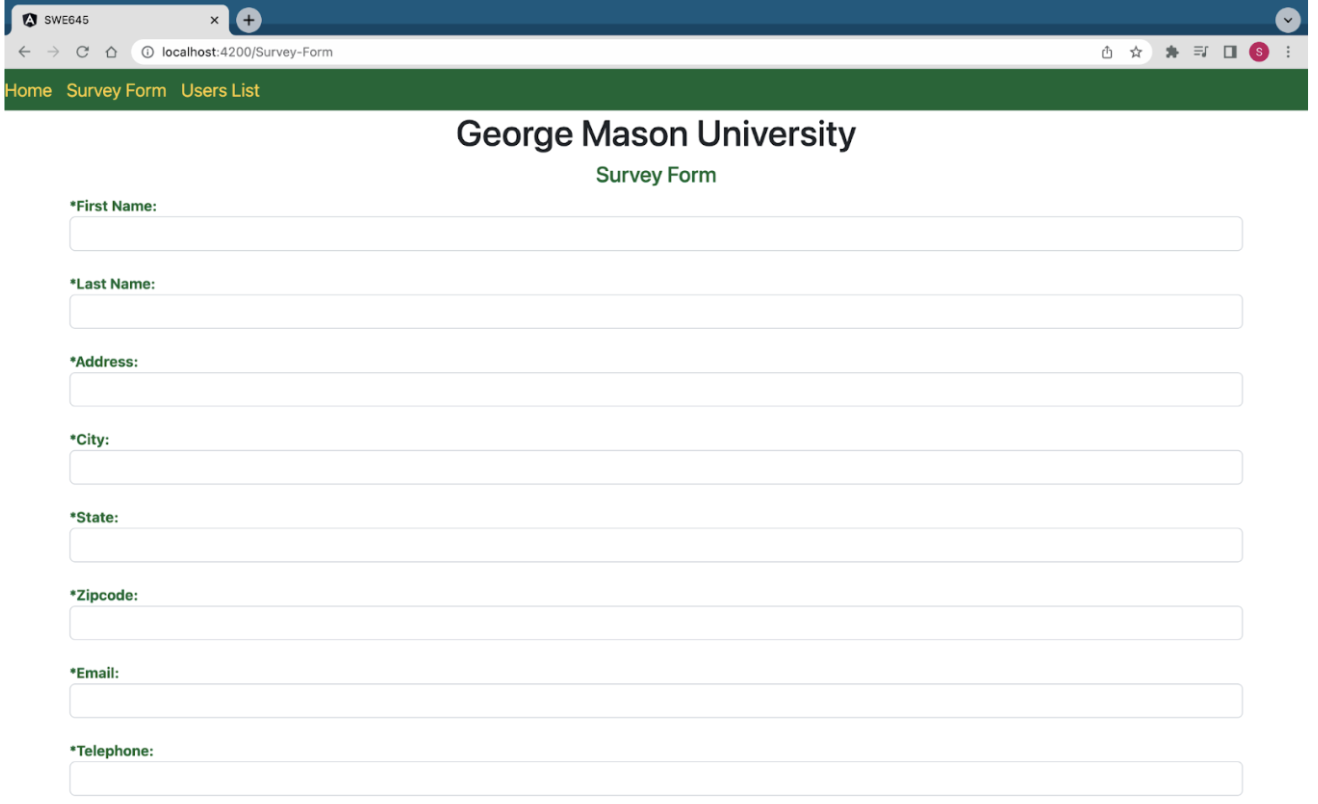 SWE645
localhost:4200/Survey-Form
S
Home Survey Form Users List
George Mason University
Survey Form
*First Name:
*Last Name:
*Address:
*City:
*State:
*Zipcode:
*Email:
*Telephone: